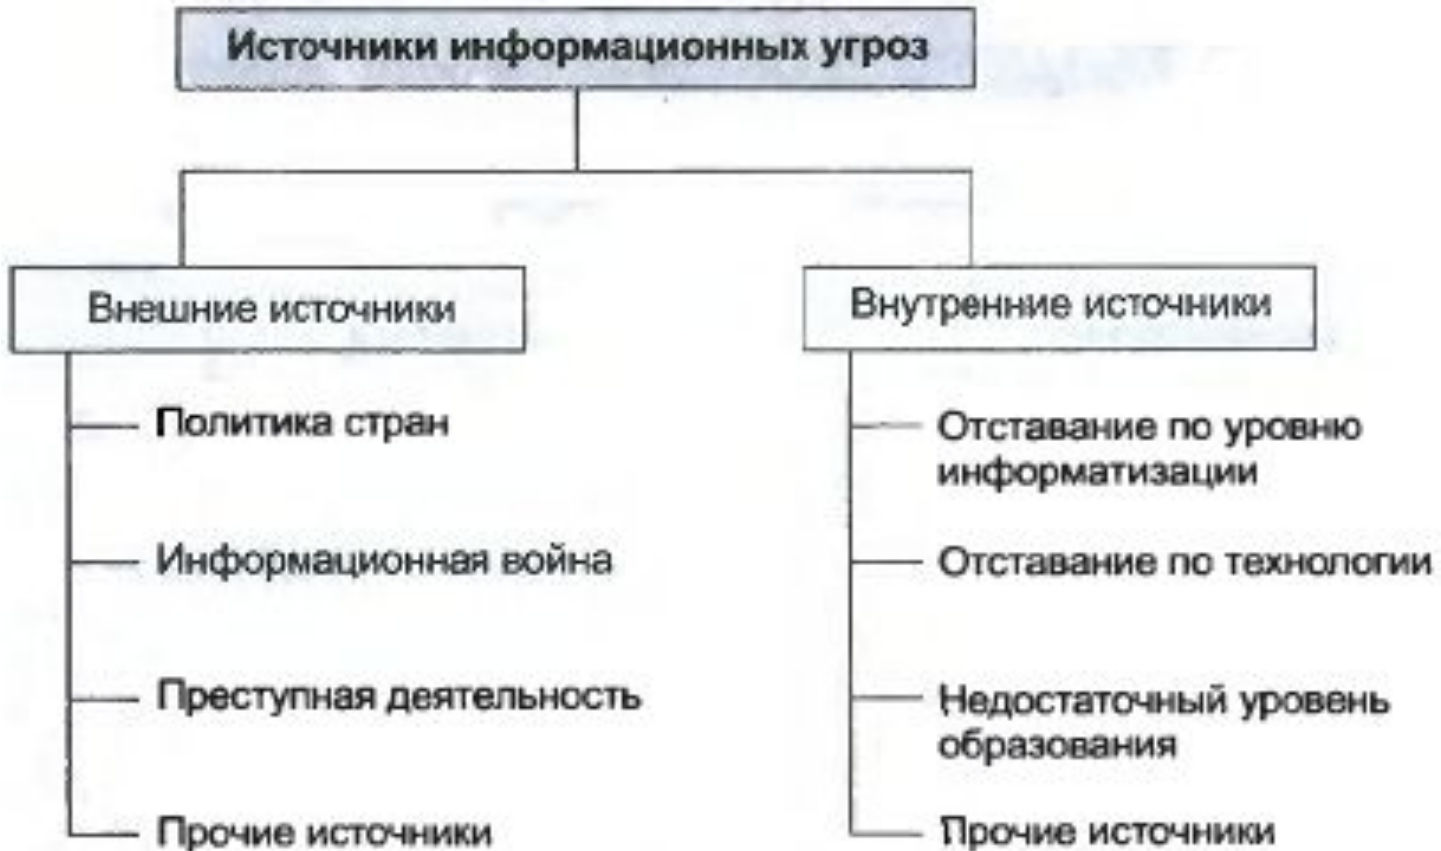 Источники информационных угроз
Внешние источники
Политика стран
Информационная война
Преступная деятельность
Прочие источники
Внутренние источники
Отставание по уровню
информатизации
Отставание по технологии
Недостаточный уровень
образования
Прочие источники